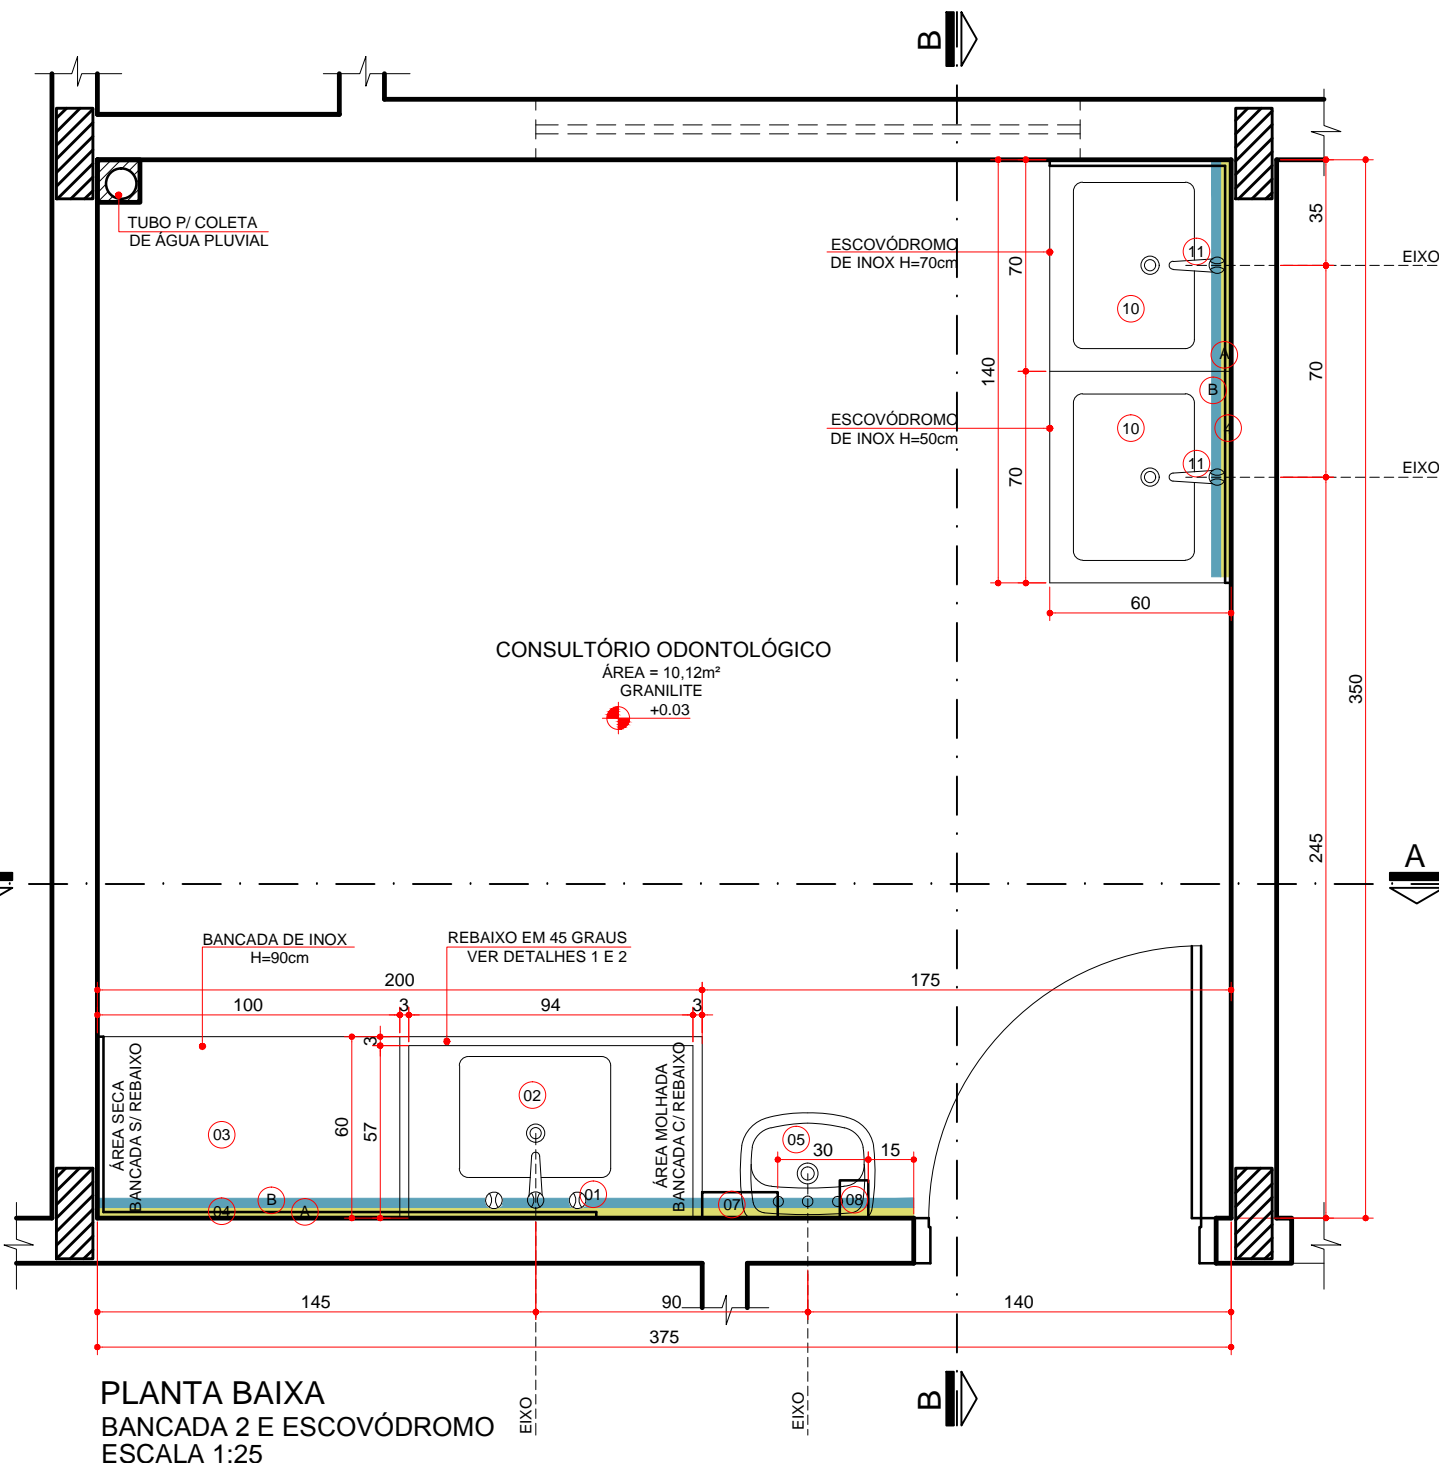 B
TUBO P/ COLETA
DE ÁGUA PLUVIAL
ESCOVÓDROMO
DE INOX H=70cm
70
11
10
35
EIXO
140
A
B
70
350
ESCOVÓDROMO
DE INOX H=50cm
70
10
11
EIXO
60
CONSULTÓRIO ODONTOLÓGICO
ÁREA = 10,12m²
GRANILITE
+0.03
245
A
BANCADA DE INOX
H=90cm
REBAIXO EM 45 GRAUS
VER DETALHES 1 E 2
200
175
100
3
94
3
3
ÁREA SECA
BANCADA S/ REBAIXO
60
57
02
03
ÁREA MOLHADA
BANCADA C/ REBAIXO
05
30
15
B
04
A
01
07
08
145
90
140
375
EIXO
EIXO
B
PLANTA BAIXA
BANCADA 2 E ESCOVÓDROMO
ESCALA 1:25